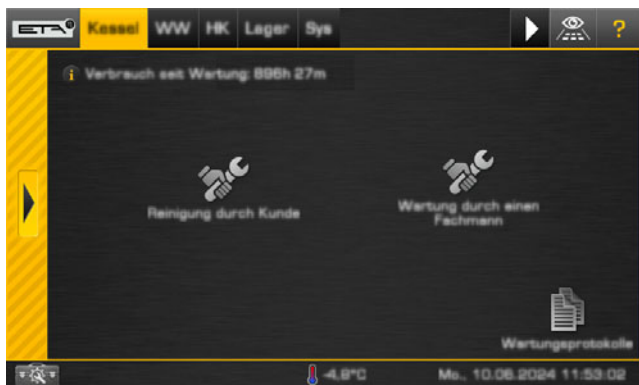 ETA Kessel WW HK Lager Sys ?
i Verbrauch seit Wartung: 896h 27m
Reinigung durch Kunde
Wartung durch einen
Fachmann
Wartungsprotokolle
-4,8°C Mo., 10.06.2024 11:53:02